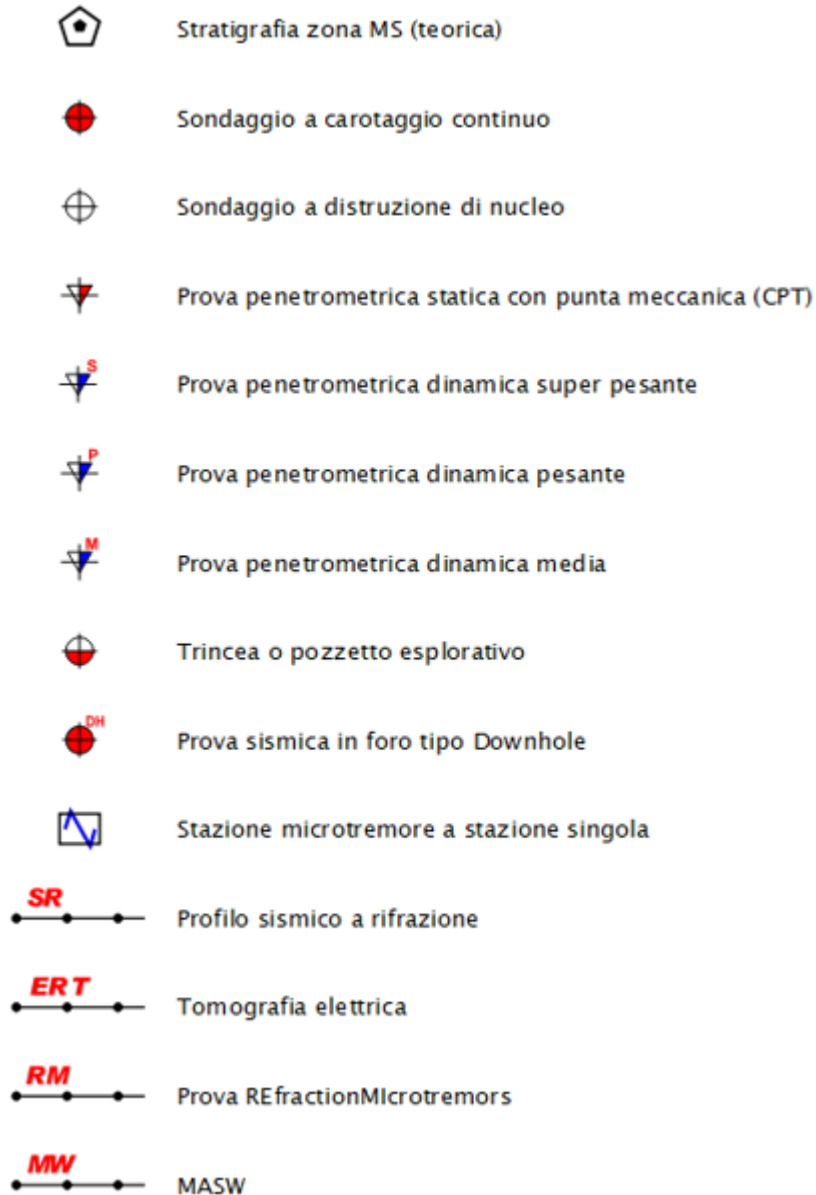 Stratigrafia zona MS (teorica)
Sondaggio a carotaggio continuo
Sondaggio a distruzione di nucleo
Prova penetrometrica statica con punta meccanica (CPT)
S
Prova penetrometrica dinamica super pesante
P
Prova penetrometrica dinamica pesante
M
Prova penetrometrica dinamica media
Trincea o pozzetto esplorativo
DH
Prova sismica in foro tipo Downhole
Stazione microtremore a stazione singola
SR
Profilo sismico a rifrazione
ERT
Tomografia elettrica
RM
Prova REfractionMIcrotremors
MW
MASW